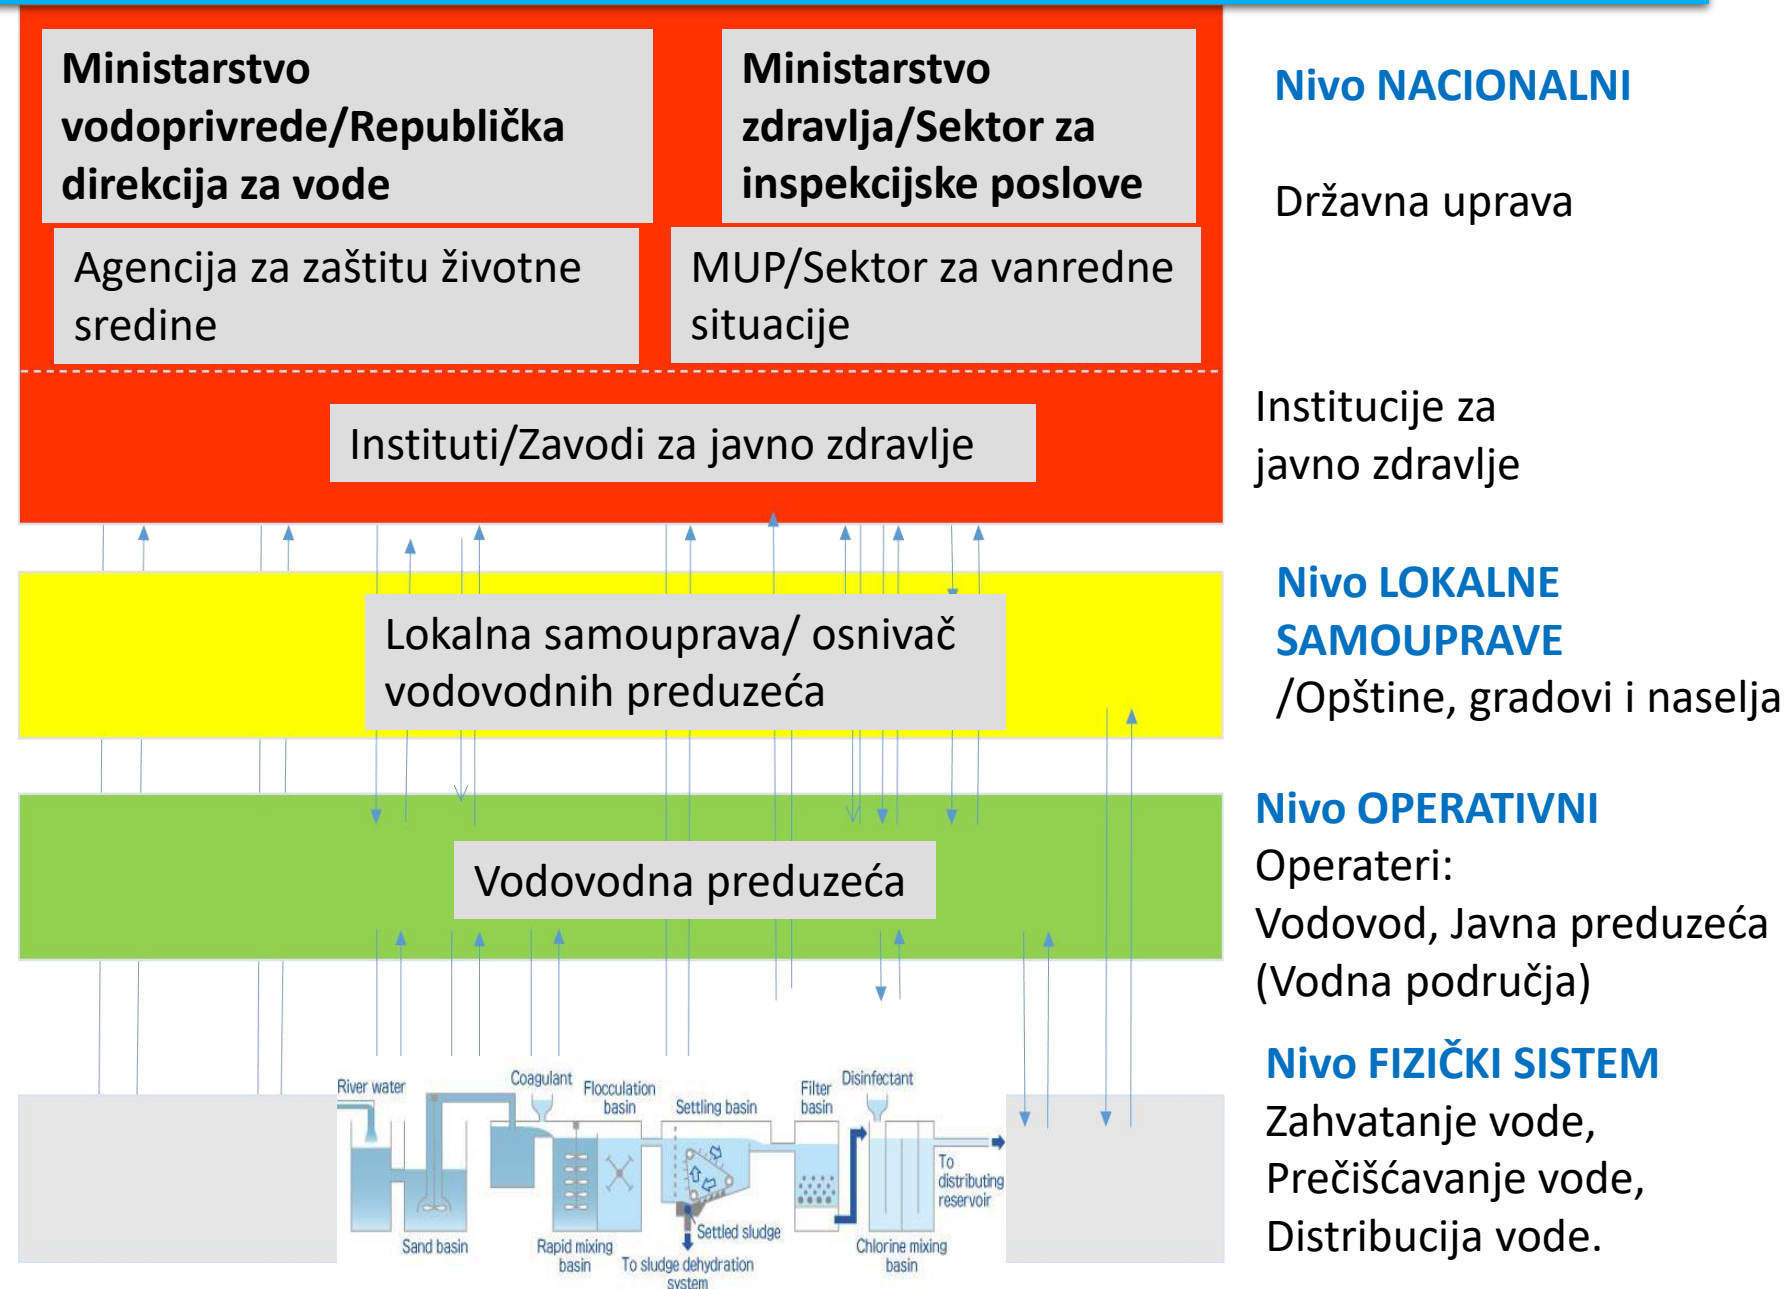 Ministarstvo
vodoprivrede/Republička
direkcija za vode
Ministarstvo
zdravlja/Sektor za
inspekcijske poslove
Nivo NACIONALNI
Državna uprava
Agencija za zaštitu životne
sredine
MUP/Sektor za vanredne
situacije
Instituti/Zavodi za javno zdravlje
Institucije za
javno zdravlje
Lokalna samouprava/ osnivač
vodovodnih preduzeća
Nivo LOKALNE
SAMOUPRAVE
/Opštine, gradovi i naselja
Vodovodna preduzeća
Nivo OPERATIVNI
Operateri:
Vodovod, Javna preduzeća
(Vodna područja)
River water
Coagulant
Flocculation
basin
Settling basin
Filter
basin
Disinfectant
To
distributing
reservoir
Sand basin
Rapid mixing
basin
Settled sludge
To sludge dehydration
system
Chlorine mixing
basin
Nivo FIZIČKI SISTEM
Zahvatanje vode,
Prečišćavanje vode,
Distribucija vode.